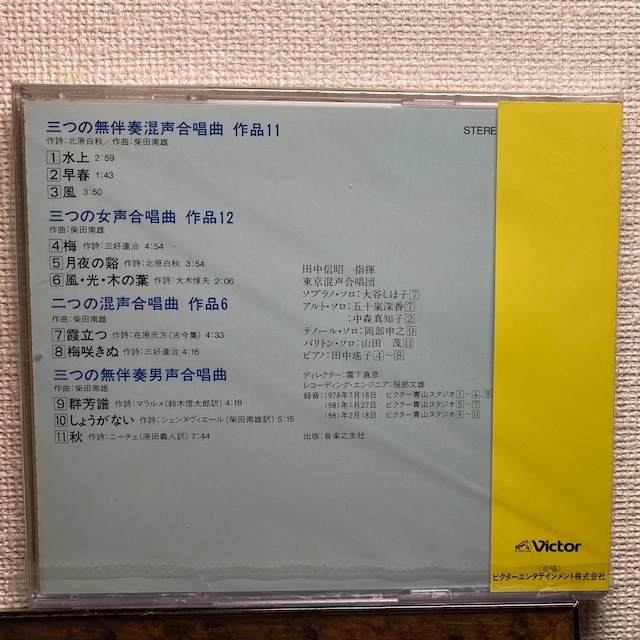 三つの無伴奏混声合唱曲 作品11
作詩:北原白秋/作曲:柴田南雄
1 水上 2:59
2 早春 1:43
3 風 3:50
三つの女声合唱曲 作品12
作曲:柴田南雄
4 梅 作詩:三好達治 4:54
5 月夜の谿 作詩:北原白秋 3:54
6 風・光・木の葉 作詩:大木惇夫 2:06
二つの混声合唱曲 作品6
作曲:柴田南雄
7 霞立つ 作詩:在原元方(古今集) 4:33
8 梅咲きぬ 作詩:三好達治 4:16
三つの無伴奏男声合唱曲
作曲:柴田南雄
9 群芳譜 作詩:マラルメ(鈴木信太郎訳) 4:18
10 しょうがない 作詩:シェンヌヴィエール(柴田南雄訳) 5:15
11 秋 作詩:ニーチェ(原田義人訳) 7:44
STERE
田中信昭 指揮
東京混声合唱団
ソプラノ・ソロ:大谷しほ子 7
アルト・ソロ:五十嵐深香 7
:中森真知子 2
テノール・ソロ:岡部申之 9
バリトン・ソロ:山田 茂 11
ピアノ:田中瑤子 4~8
ディレクター:雲下直彦
レコーディング・エンジニア:服部文雄
録音:1978年7月18日 ビクター青山スタジオ 1~4, 8
1981年1月27日 ビクター青山スタジオ 5~7
1981年2月18日 ビクター青山スタジオ 9~11
出版:音楽之友社
Victor
(合唱)
ビクターエンタテインメント株式会社